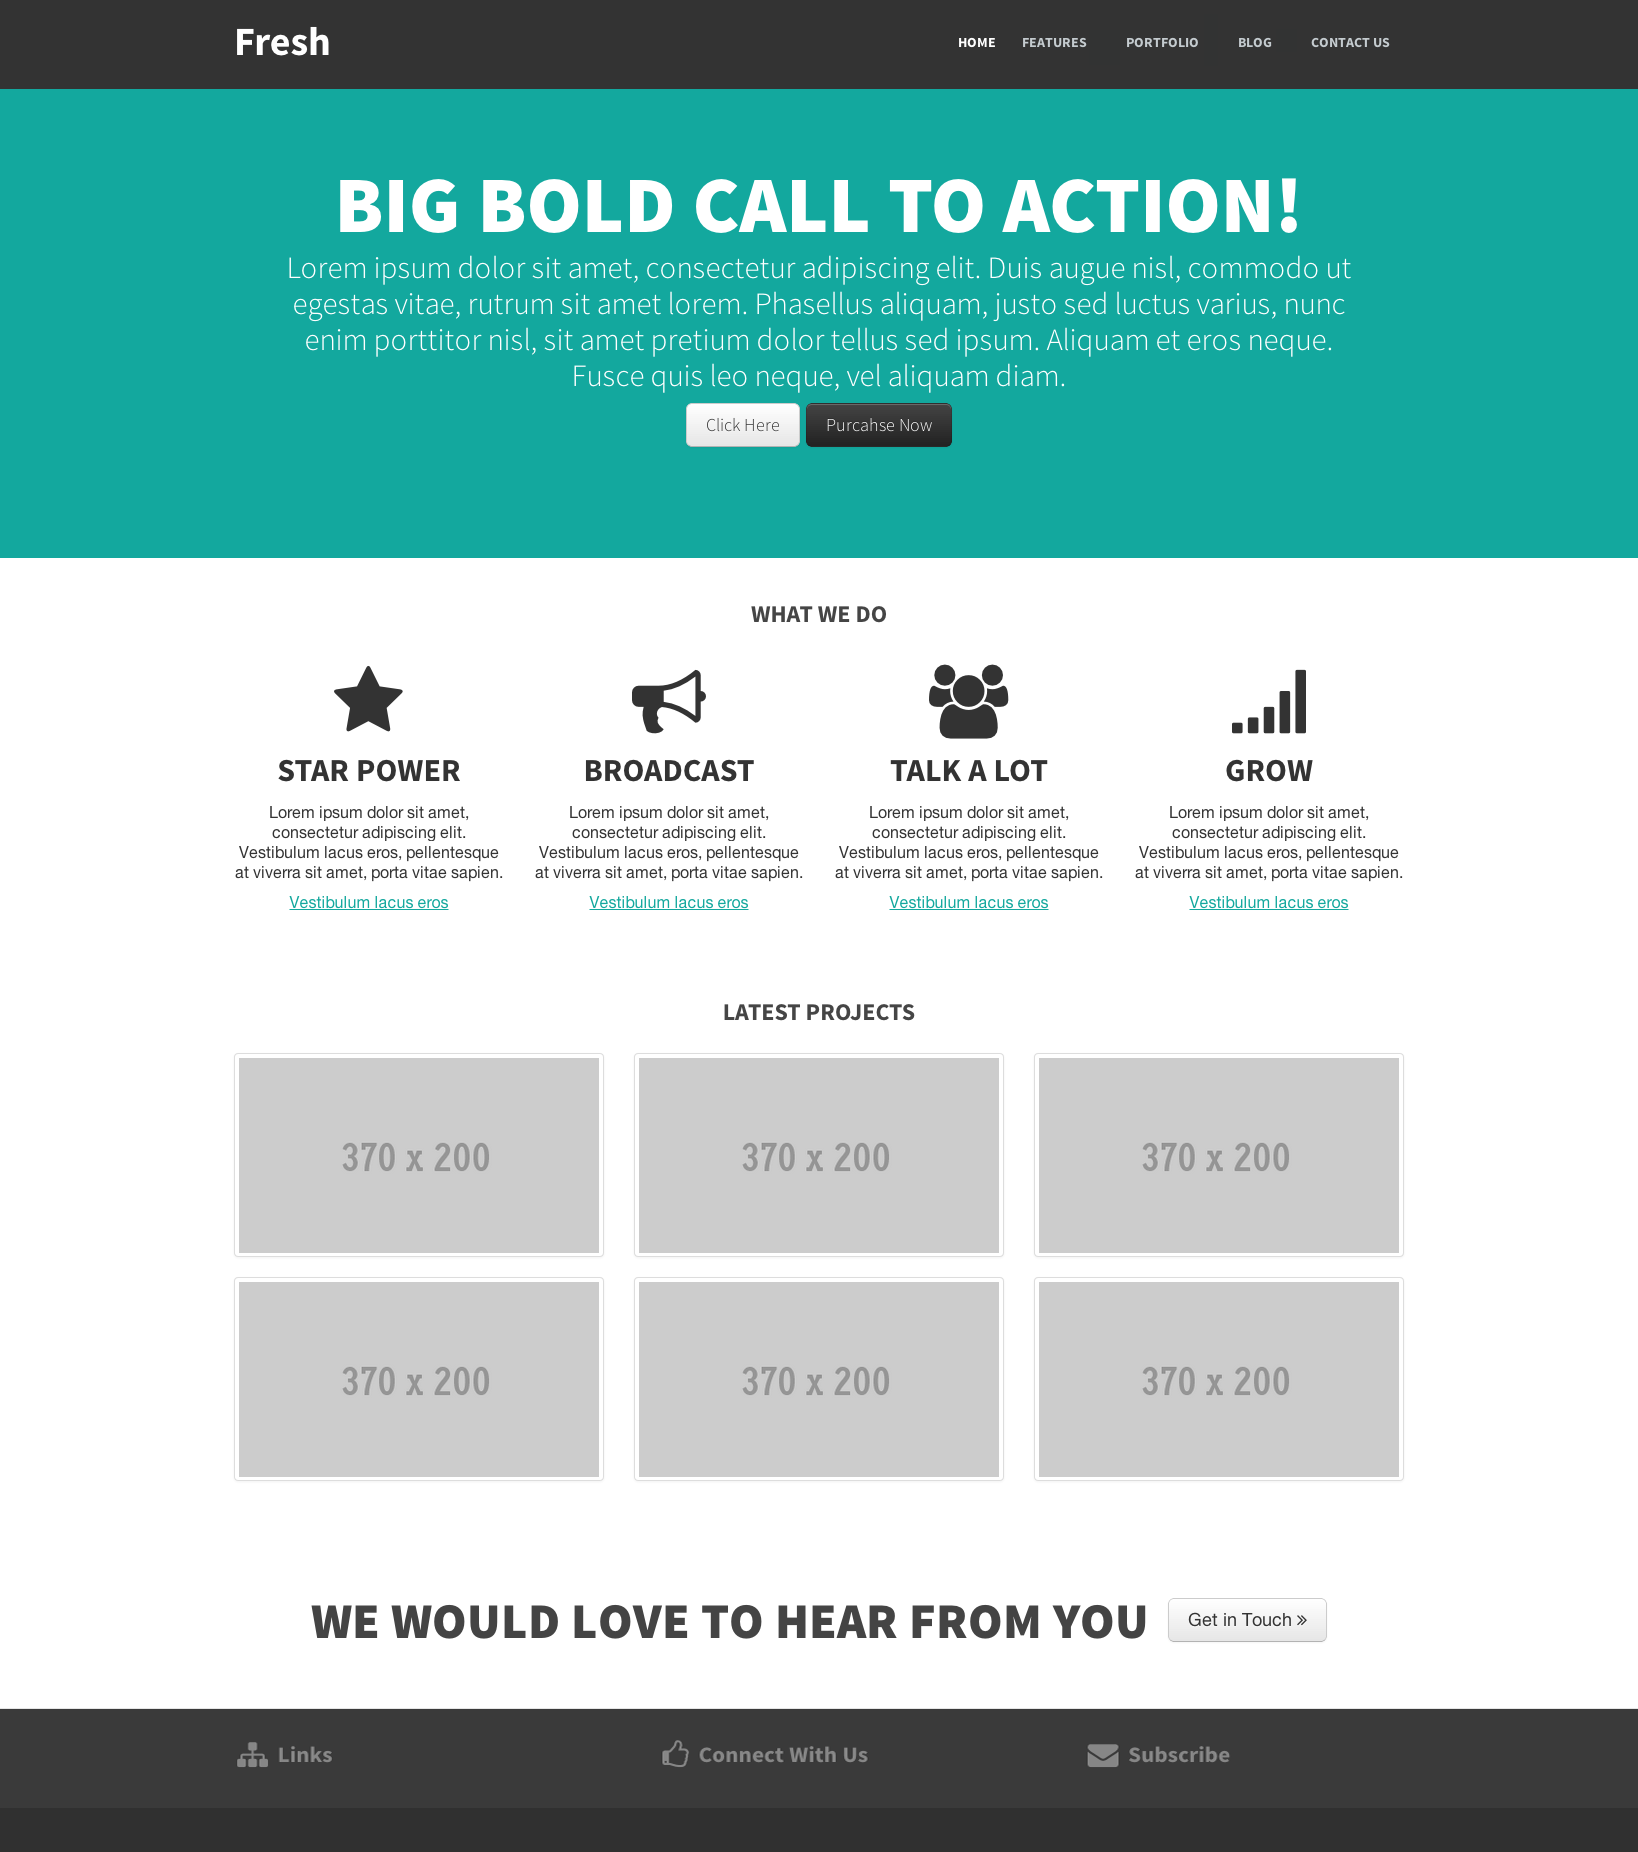 Fresh
HOME FEATURES PORTFOLIO BLOG CONTACT US
BIG BOLD CALL TO ACTION!
Lorem ipsum dolor sit amet, consectetur adipiscing elit. Duis augue nisl, commodo ut
egestas vitae, rutrum sit amet lorem. Phasellus aliquam, justo sed luctus varius, nunc
enim porttitor nisl, sit amet pretium dolor tellus sed ipsum. Aliquam et eros neque.
Fusce quis leo neque, vel aliquam diam.
Click Here
Purcahse Now
WHAT WE DO
STAR POWER
Lorem ipsum dolor sit amet,
consectetur adipiscing elit.
Vestibulum lacus eros, pellentesque
at viverra sit amet, porta vitae sapien.
Vestibulum lacus eros
BROADCAST
Lorem ipsum dolor sit amet,
consectetur adipiscing elit.
Vestibulum lacus eros, pellentesque
at viverra sit amet, porta vitae sapien.
Vestibulum lacus eros
TALK A LOT
Lorem ipsum dolor sit amet,
consectetur adipiscing elit.
Vestibulum lacus eros, pellentesque
at viverra sit amet, porta vitae sapien.
Vestibulum lacus eros
GROW
Lorem ipsum dolor sit amet,
consectetur adipiscing elit.
Vestibulum lacus eros, pellentesque
at viverra sit amet, porta vitae sapien.
Vestibulum lacus eros
LATEST PROJECTS
370 x 200
370 x 200
370 x 200
370 x 200
370 x 200
370 x 200
WE WOULD LOVE TO HEAR FROM YOU
Get in Touch »
Links
Connect With Us
Subscribe